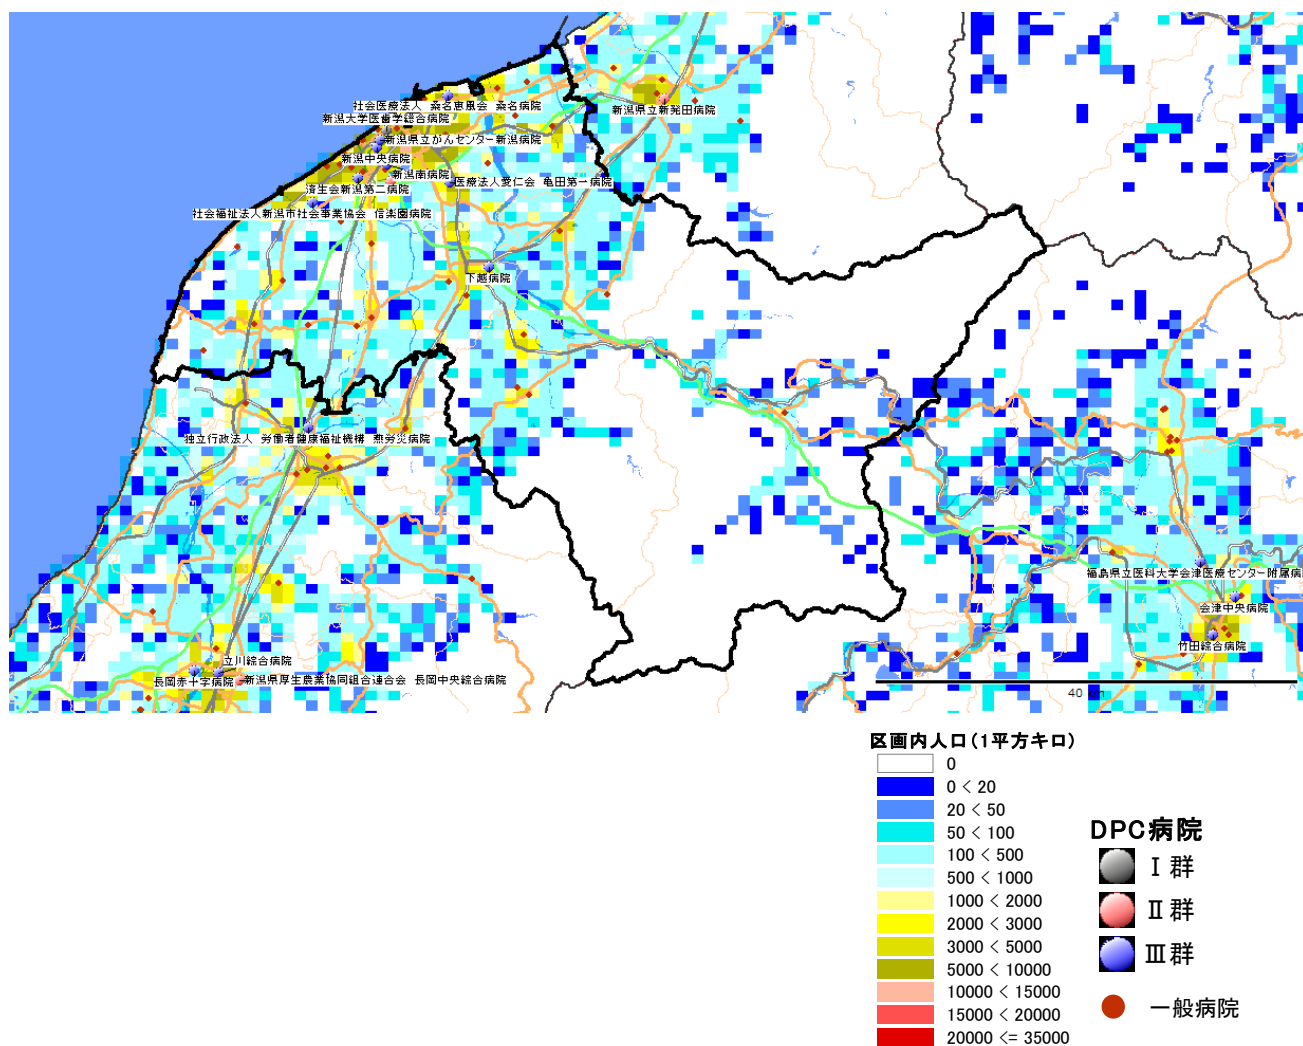 社会医療法人 桑名恵風会 桑名病院
新潟大学医歯学総合病院
新潟県立新発田病院
新潟県立がんセンター新潟病院
新潟中央病院
新潟南病院
医療法人愛仁会 亀田第一病院
済生会新潟第二病院
社会福祉法人新潟市社会事業協会 信楽園病院
下越病院
独立行政法人 労働者健康福祉機構 燕労災病院
福島県立医科大学会津医療センター附属病
会津中央病院
竹田綜合病院
立川綜合病院
長岡赤十字病院
新潟県厚生農業協同組合連合会 長岡中央綜合病院
40 km
区画内人口(1平方キロ)
0
0 < 20
20 < 50
50 < 100
100 < 500
500 < 1000
1000 < 2000
2000 < 3000
3000 < 5000
5000 < 10000
10000 < 15000
15000 < 20000
20000 <= 35000
DPC病院
Ⅰ群
Ⅱ群
Ⅲ群
一般病院